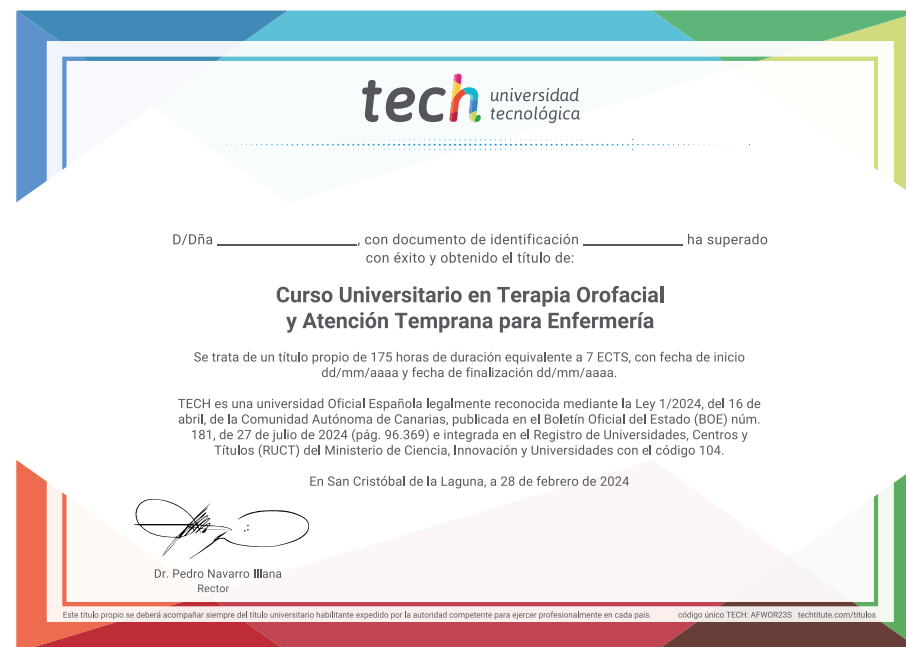 tech universidad
tecnológica
D/Dña ____________________, con documento de identificación ______________ ha superado
con éxito y obtenido el título de:
Curso Universitario en Terapia Orofacial
y Atención Temprana para Enfermería
Se trata de un título propio de 175 horas de duración equivalente a 7 ECTS, con fecha de inicio
dd/mm/aaaa y fecha de finalización dd/mm/aaaa.
TECH es una universidad Oficial Española legalmente reconocida mediante la Ley 1/2024, del 16 de
abril, de la Comunidad Autónoma de Canarias, publicada en el Boletín Oficial del Estado (BOE) núm.
181, de 27 de julio de 2024 (pág. 96.369) e integrada en el Registro de Universidades, Centros y
Títulos (RUCT) del Ministerio de Ciencia, Innovación y Universidades con el código 104.
En San Cristóbal de la Laguna, a 28 de febrero de 2024
Dr. Pedro Navarro Illana
Rector
Este título propio se deberá acompañar siempre del título universitario habilitante expedido por la autoridad competente para ejercer profesionalmente en cada país. código único TECH: AFWOR23S techtitute.com/titulos